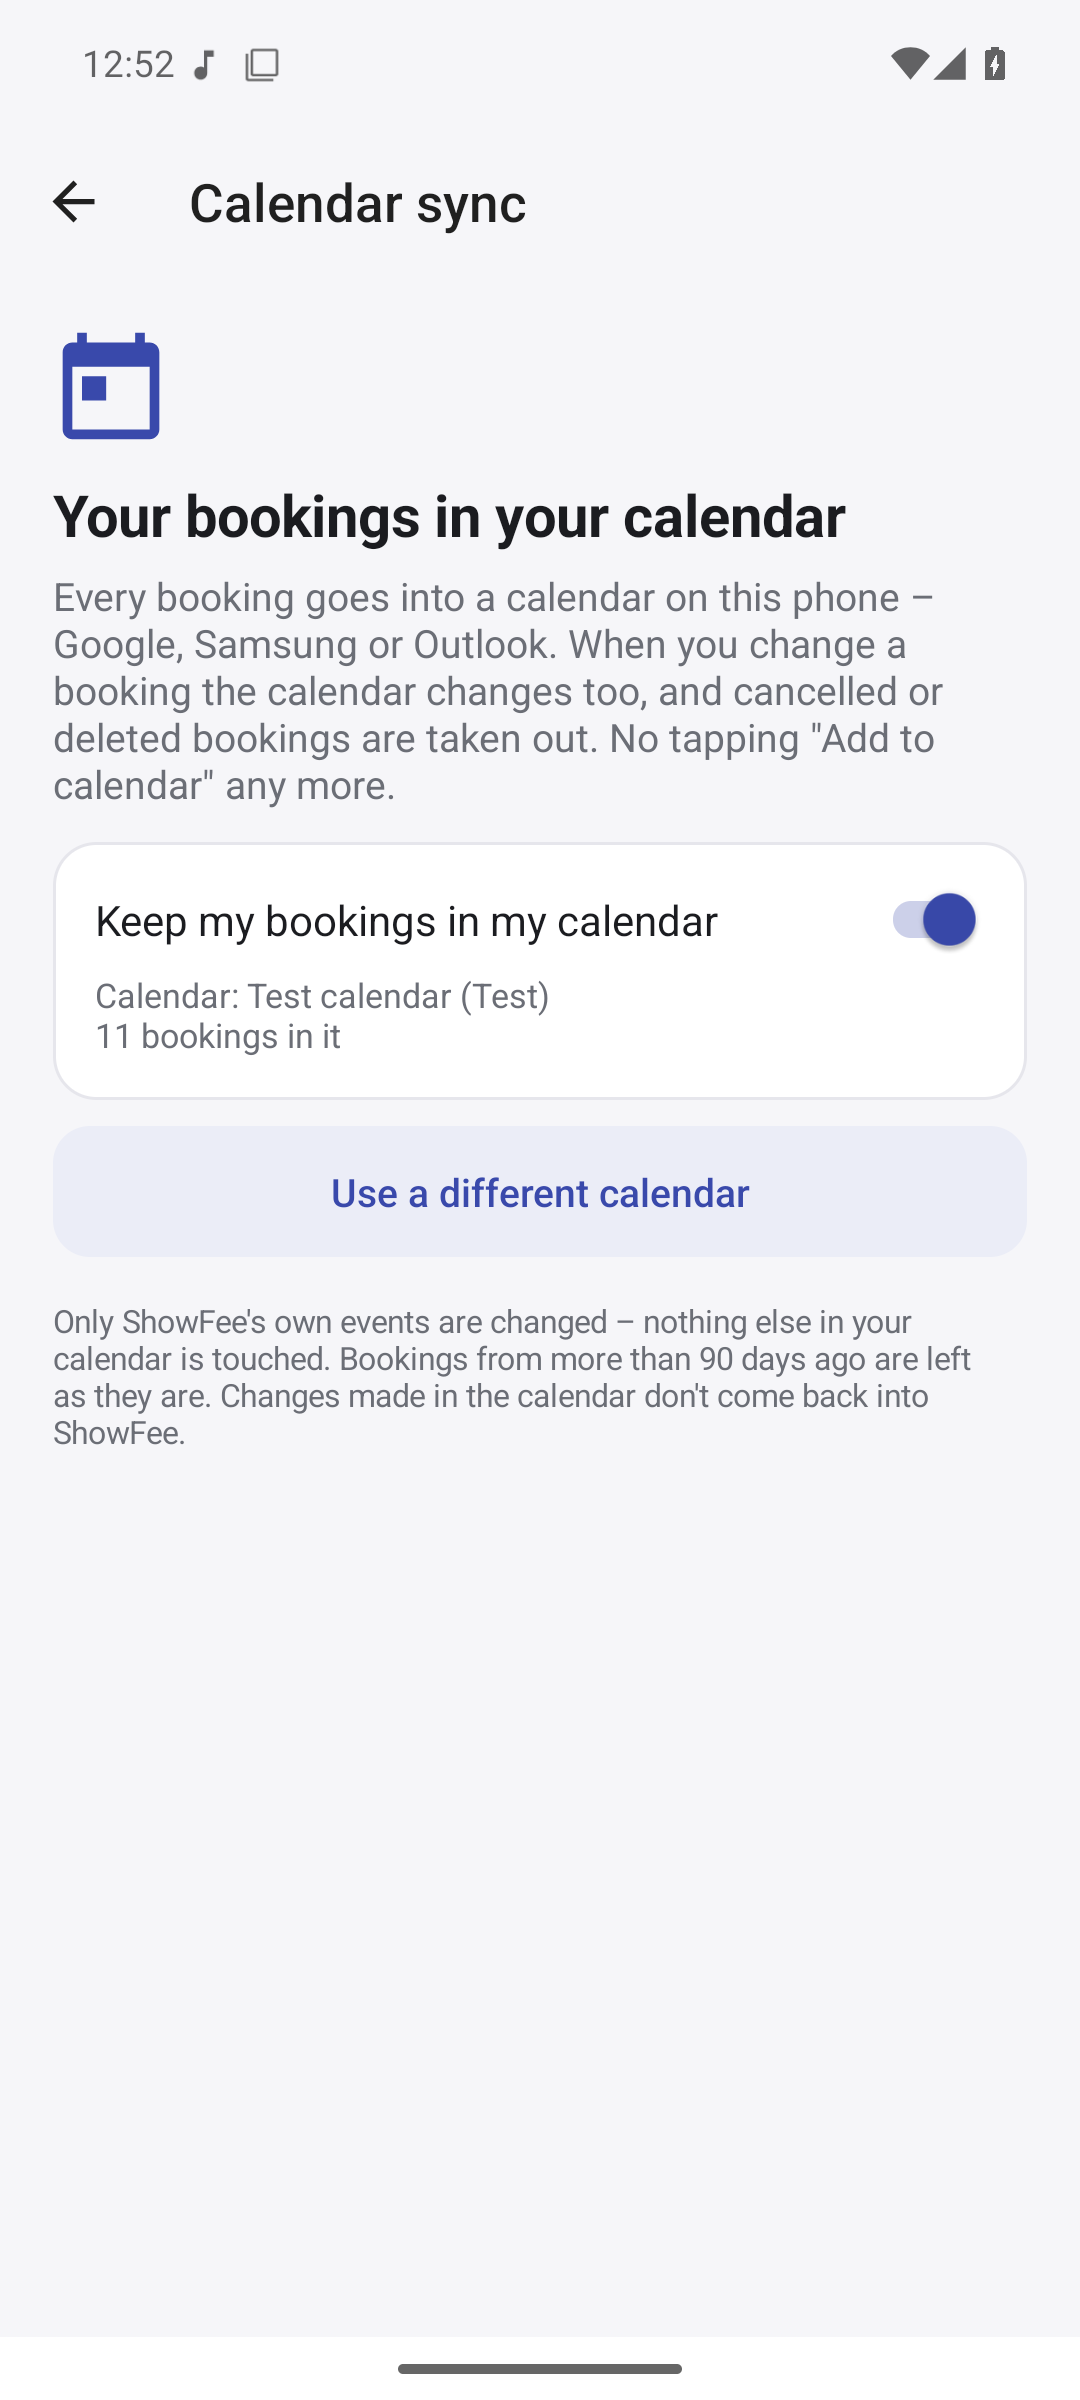 12:52
Calendar sync
Your bookings in your calendar
Every booking goes into a calendar on this phone –
Google, Samsung or Outlook. When you change a
booking the calendar changes too, and cancelled or
deleted bookings are taken out. No tapping "Add to
calendar" any more.
Keep my bookings in my calendar
Calendar: Test calendar (Test)
11 bookings in it
Use a different calendar
Only ShowFee's own events are changed – nothing else in your
calendar is touched. Bookings from more than 90 days ago are left
as they are. Changes made in the calendar don't come back into
ShowFee.